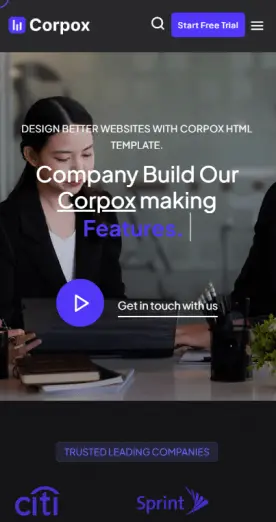 Corpox
Start Free Trial
DESIGN BETTER WEBSITES WITH CORPOX HTML
TEMPLATE.
Company Build Our
Corpox making
Features.
Get in touch with us
TRUSTED LEADING COMPANIES
citi
Sprint